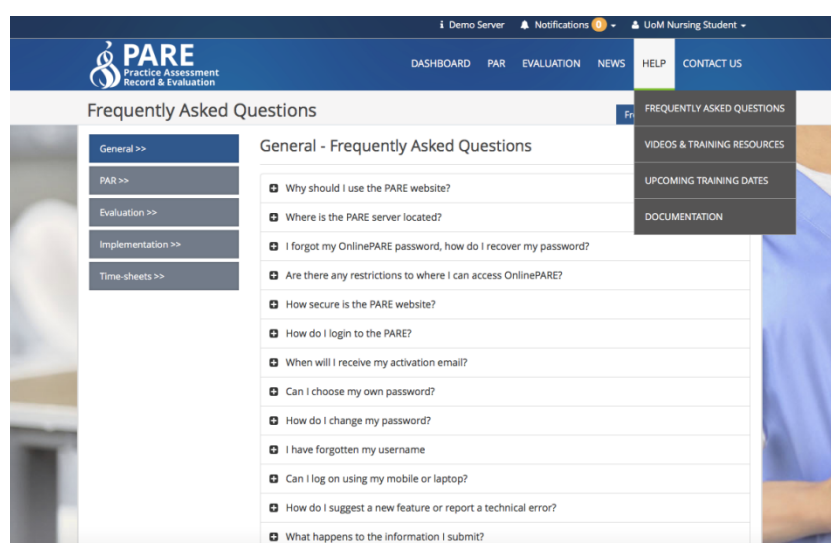 Demo Server
Notifications 0
UoM Nursing Student
PARE
Practice Assessment
Record & Evaluation
DASHBOARD PAR EVALUATION NEWS HELP CONTACT US
Frequently Asked Questions
Fr
FREQUENTLY ASKED QUESTIONS
VIDEOS & TRAINING RESOURCES
UPCOMING TRAINING DATES
DOCUMENTATION
General >>
PAR >>
Evaluation >>
Implementation >>
Time-sheets >>
General - Frequently Asked Questions
Why should I use the PARE website?
Where is the PARE server located?
I forgot my OnlinePARE password, how do I recover my password?
Are there any restrictions to where I can access OnlinePARE?
How secure is the PARE website?
How do I login to the PARE?
When will I receive my activation email?
Can I choose my own password?
How do I change my password?
I have forgotten my username
Can I log on using my mobile or laptop?
How do I suggest a new feature or report a technical error?
What happens to the information I submit?